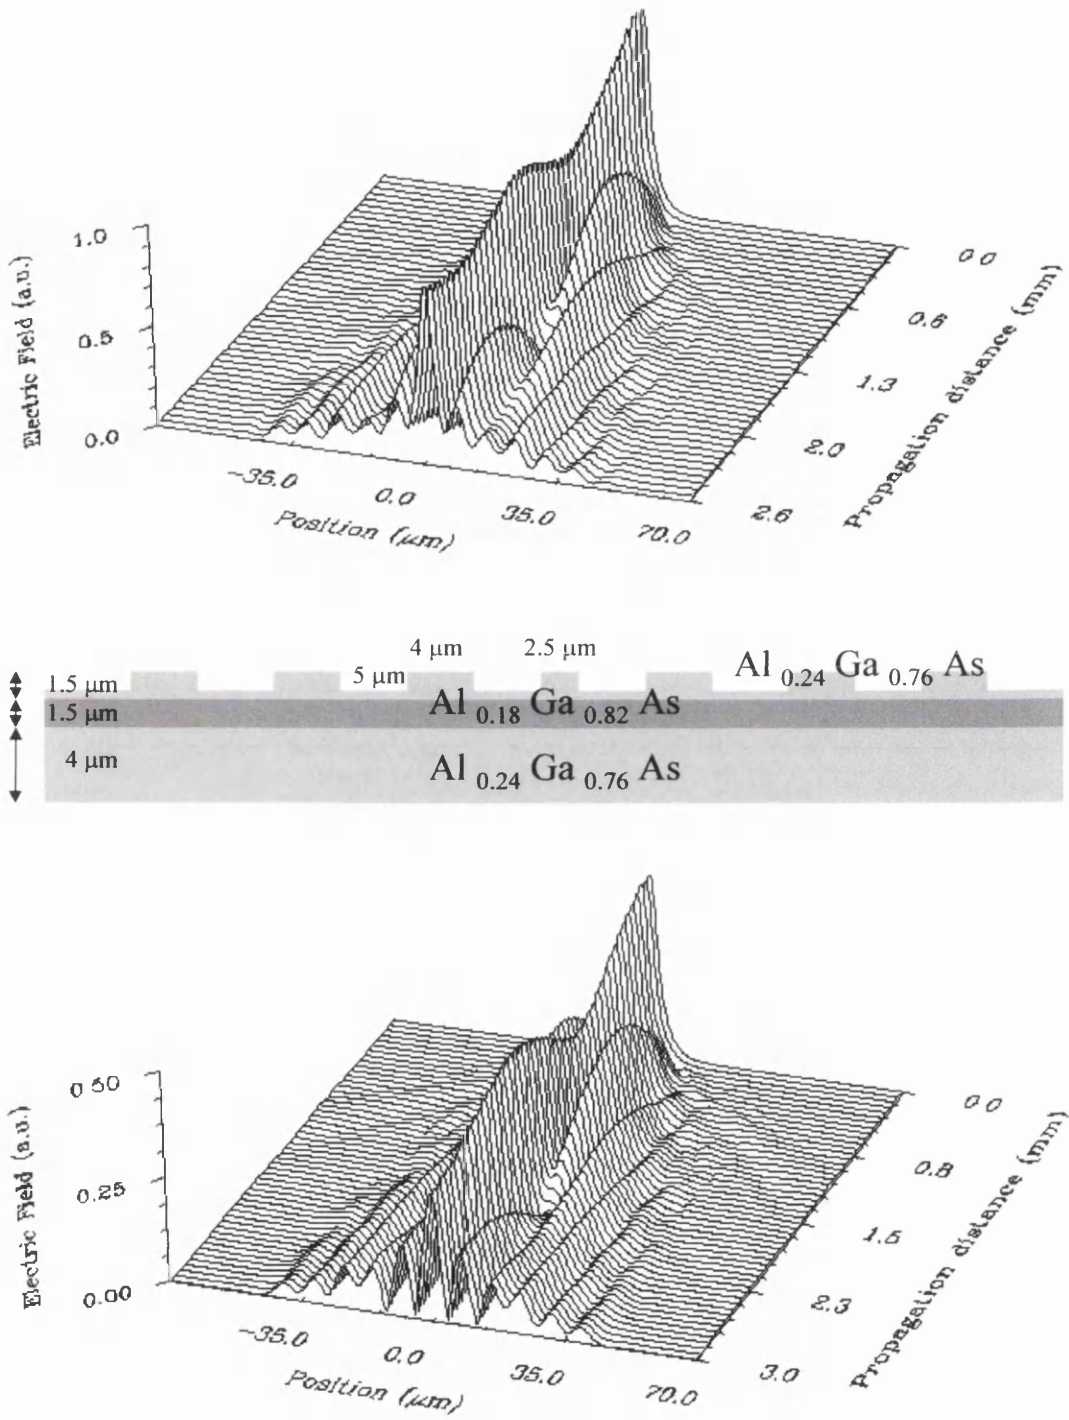 1.0
0.5
0.0
Electric Field (a.u.)
-35.0
0.0
35.0
70.0
Position (μm)
0.0
0.6
1.3
2.0
2.6
Propagation distance (mm)
4 μm
2.5 μm
5 μm
Al 0.24 Ga 0.76 As
1.5 μm
Al 0.18 Ga 0.82 As
1.5 μm
4 μm
Al 0.24 Ga 0.76 As
0.50
0.25
0.00
Electric Field (a.u.)
-35.0
0.0
35.0
70.0
Position (μm)
0.0
0.8
1.5
2.3
3.0
Propagation distance (mm)